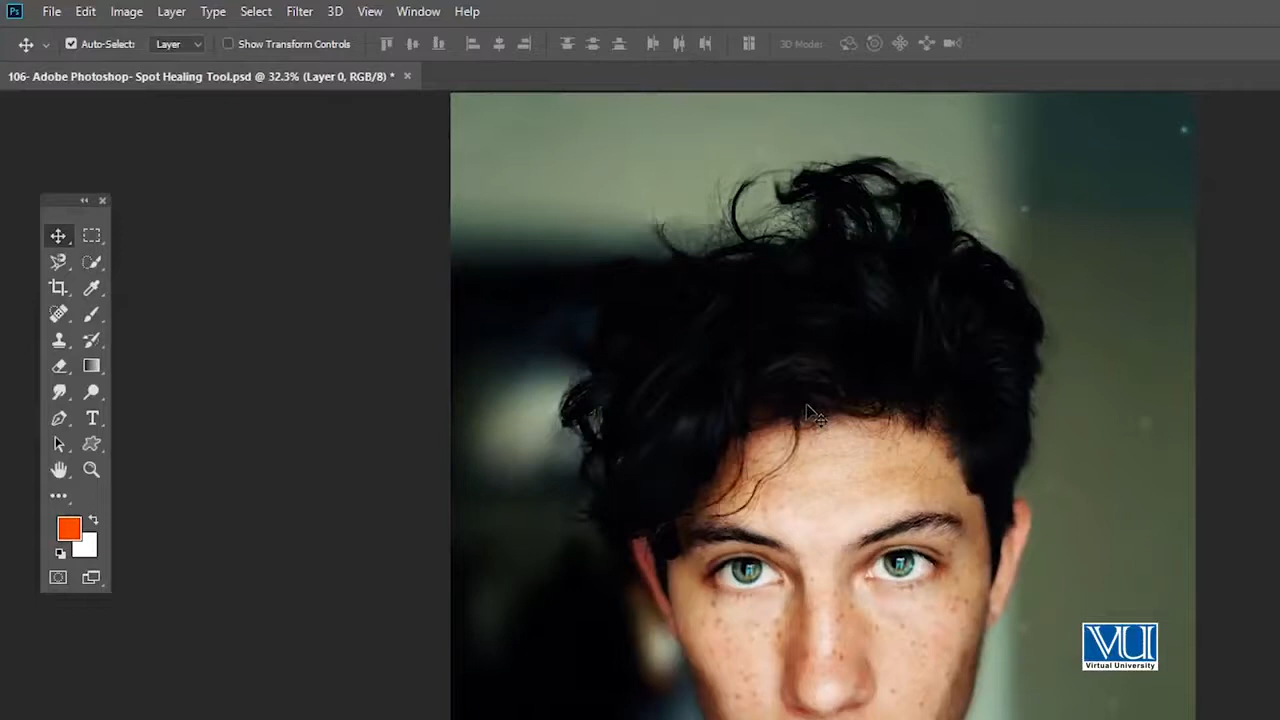 Ps File Edit Image Layer Type Select Filter 3D View Window Help
Auto-Select: Layer Show Transform Controls 3D Mode:
106- Adobe Photoshop- Spot Healing Tool.psd @ 32.3% (Layer 0, RGB/8) *
T
VU
Virtual University